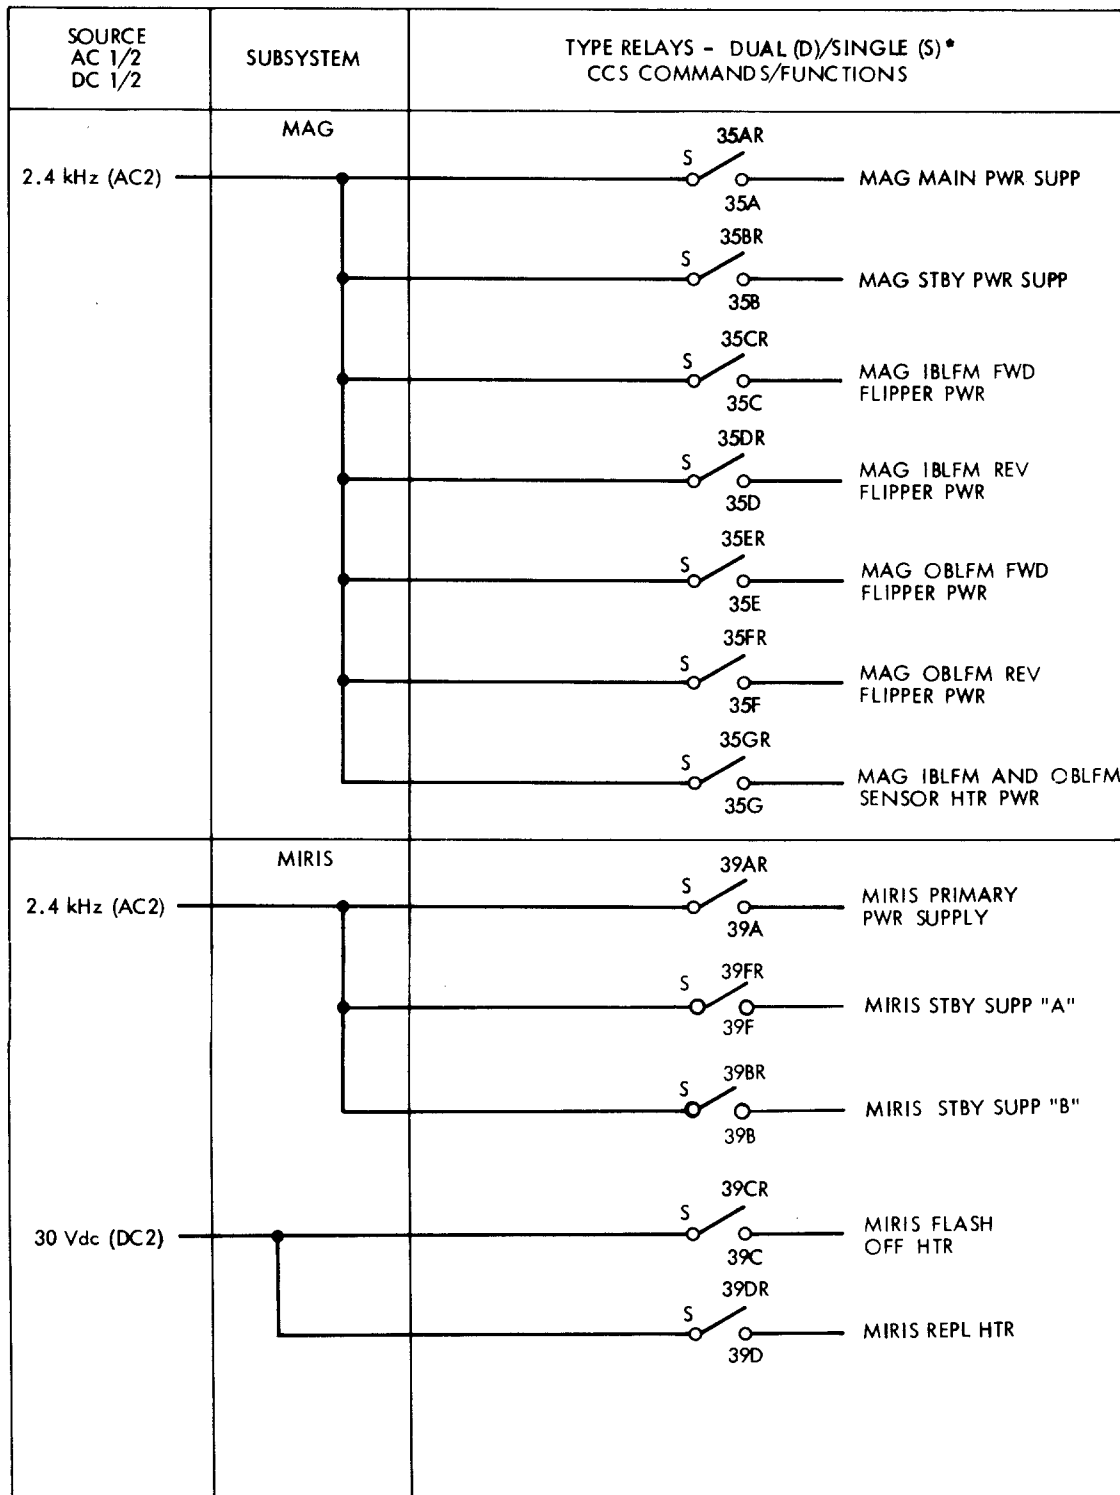 SOURCE
AC 1/2
DC 1/2
SUBSYSTEM
TYPE RELAYS - DUAL (D)/SINGLE (S)*
CCS COMMANDS/FUNCTIONS
MAG
2.4 kHz (AC2)
S
35AR
35A
MAG MAIN PWR SUPP
S
35BR
35B
MAG STBY PWR SUPP
S
35CR
35C
MAG IBLFM FWD
FLIPPER PWR
S
35DR
35D
MAG IBLFM REV
FLIPPER PWR
S
35ER
35E
MAG OBLFM FWD
FLIPPER PWR
S
35FR
35F
MAG OBLFM REV
FLIPPER PWR
S
35GR
35G
MAG IBLFM AND OBLFM
SENSOR HTR PWR
MIRIS
2.4 kHz (AC2)
S
39AR
39A
MIRIS PRIMARY
PWR SUPPLY
S
39FR
39F
MIRIS STBY SUPP "A"
S
39BR
39B
MIRIS STBY SUPP "B"
30 Vdc (DC2)
S
39CR
39C
MIRIS FLASH
OFF HTR
S
39DR
39D
MIRIS REPL HTR